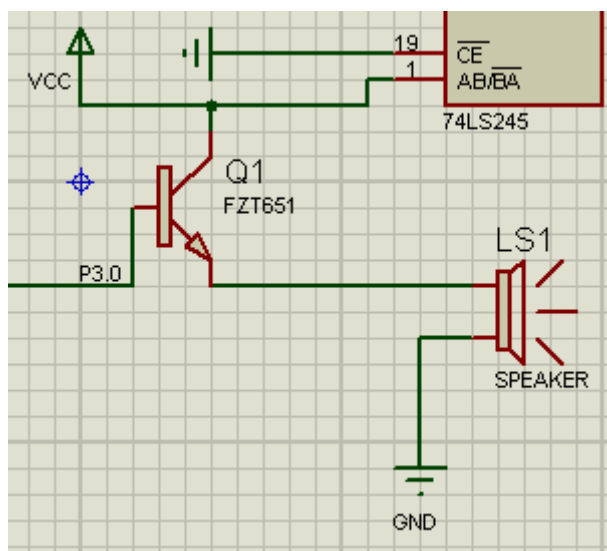 19
CE
VCC
1
AB/BA
74LS245
Q1
FZT651
LS1
P3.0
SPEAKER
GND